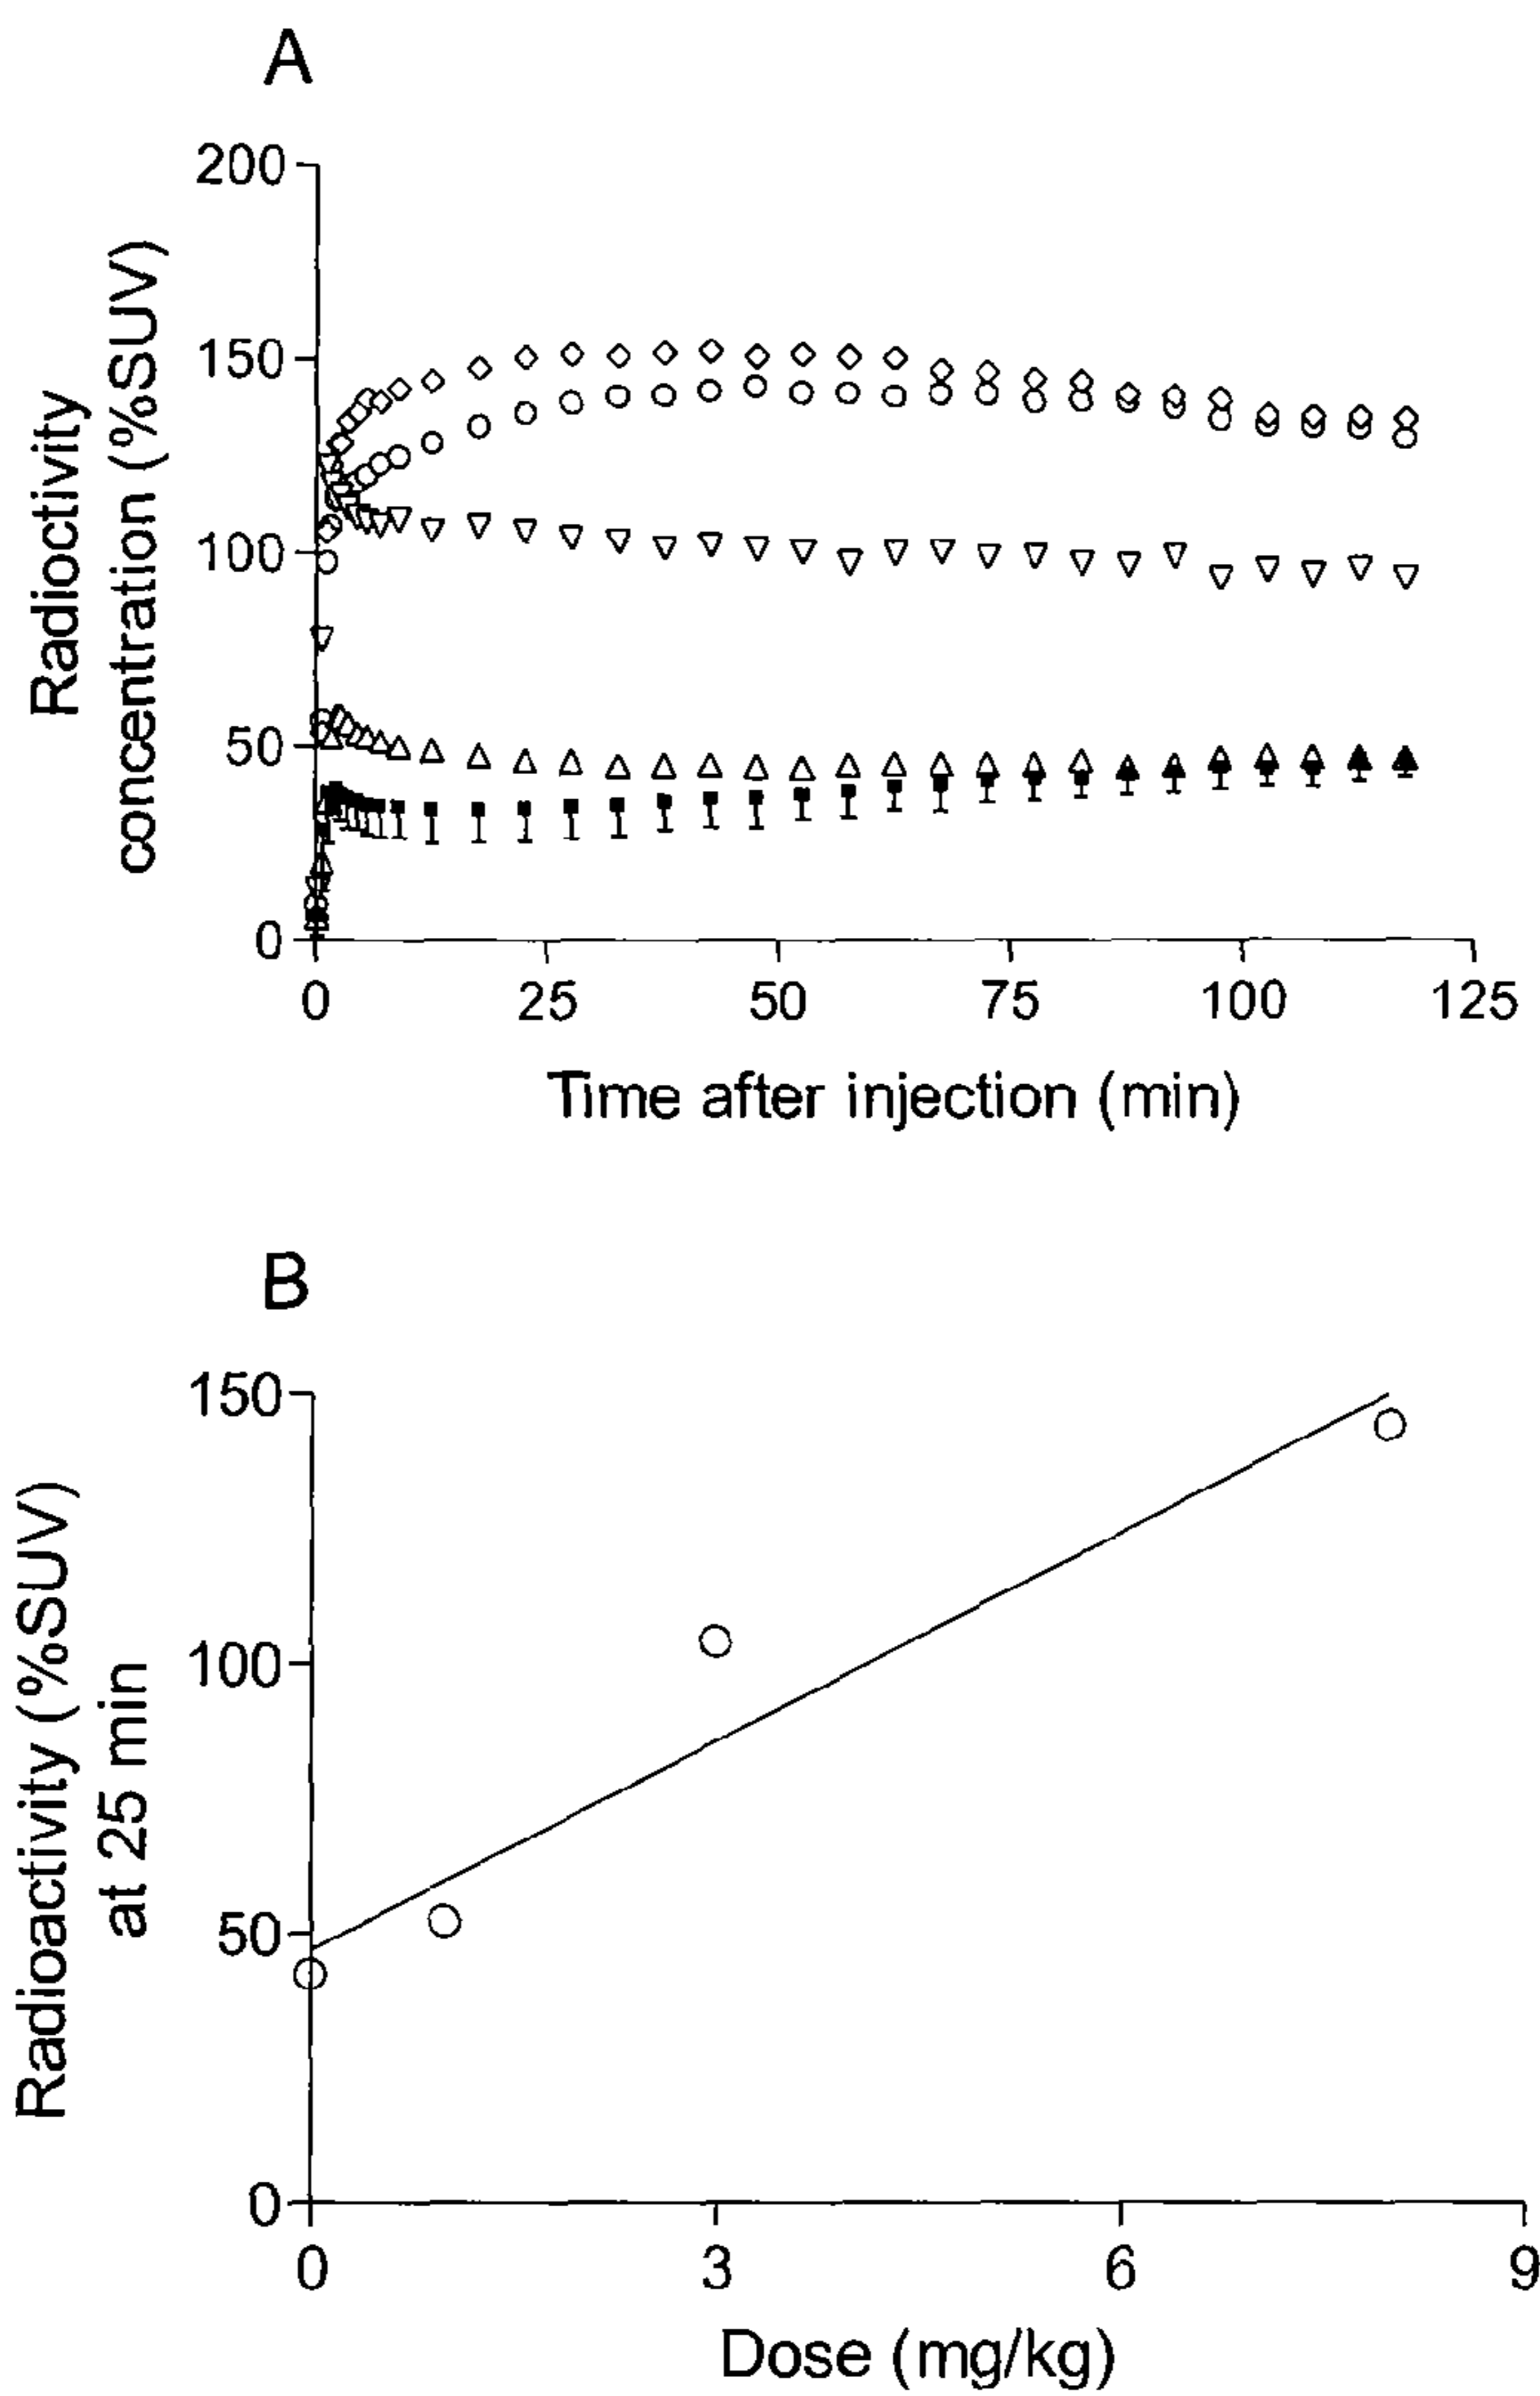 A
200
150
100
50
0
Radioctivity
concentration (%SUV)
0 25 50 75 100 125
Time after injection (min)
B
150
100
50
0
Radioactivity (%SUV)
at 25 min
0 3 6 9
Dose (mg/kg)